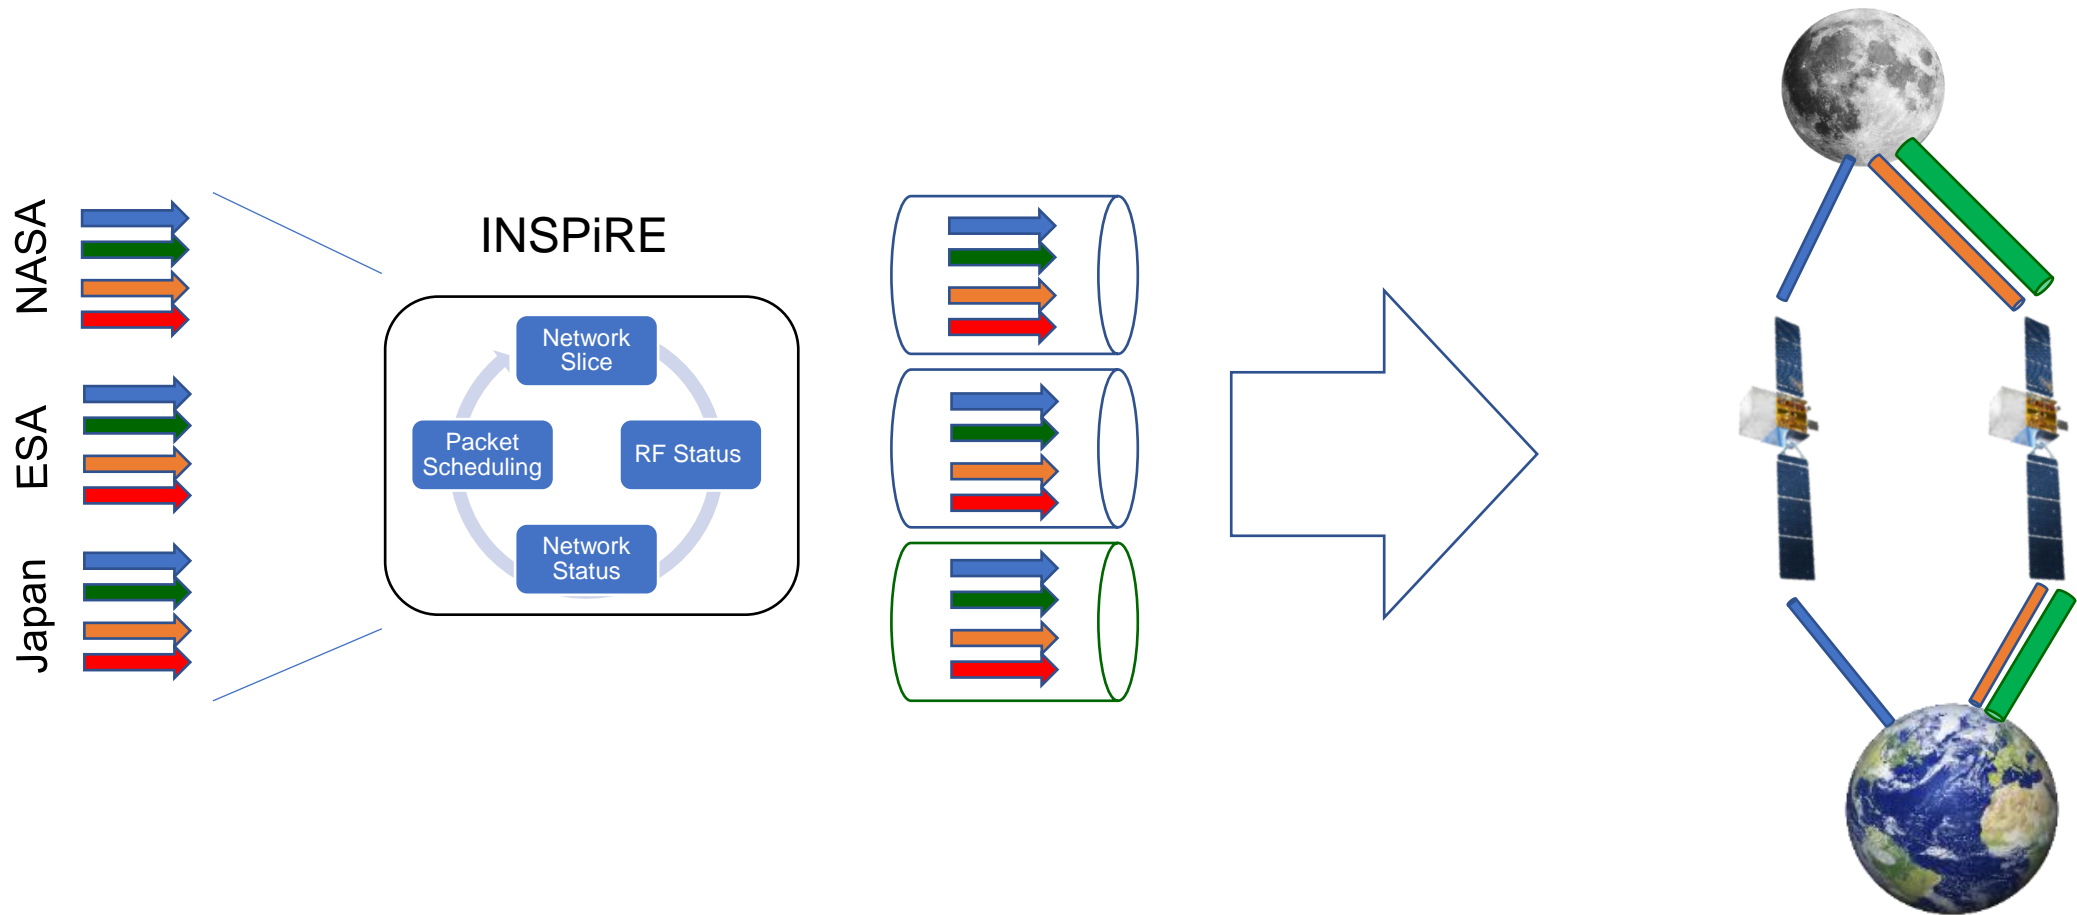 NASA
ESA
Japan
INSPiRE
Network
Slice
Packet
Scheduling
RF Status
Network
Status